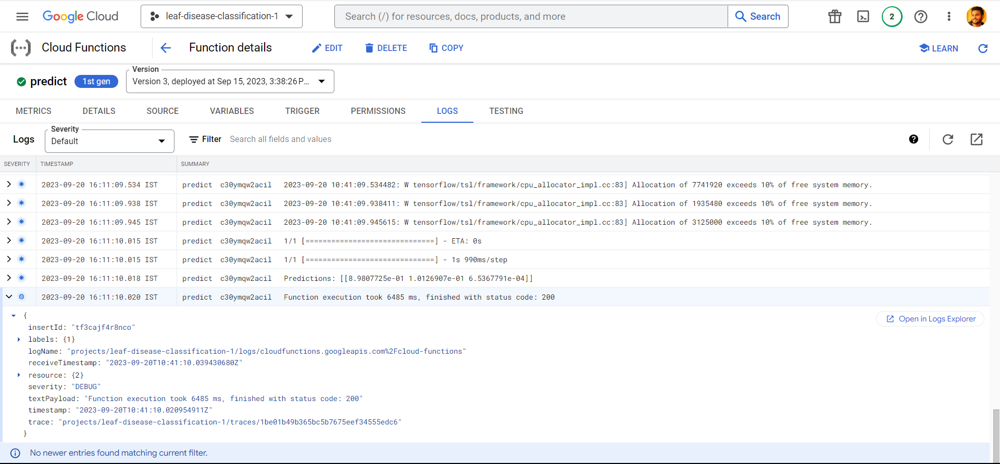 Google Cloud leaf-disease-classification-1 Search (/) for resources, docs, products, and more Search 2
Cloud Functions Function details EDIT DELETE COPY LEARN
predict 1st gen Version Version 3, deployed at Sep 15, 2023, 3:38:26 P...
METRICS DETAILS SOURCE VARIABLES TRIGGER PERMISSIONS LOGS TESTING
Logs Severity Default Filter Search all fields and values
SEVERITY TIMESTAMP SUMMARY
2023-09-20 16:11:09.534 IST predict c30ymqw2acil 2023-09-20 10:41:09.534482: W tensorflow/tsl/framework/cpu_allocator_impl.cc:83] Allocation of 7741920 exceeds 10% of free system memory.
2023-09-20 16:11:09.938 IST predict c30ymqw2acil 2023-09-20 10:41:09.938411: W tensorflow/tsl/framework/cpu_allocator_impl.cc:83] Allocation of 1935480 exceeds 10% of free system memory.
2023-09-20 16:11:09.945 IST predict c30ymqw2acil 2023-09-20 10:41:09.945615: W tensorflow/tsl/framework/cpu_allocator_impl.cc:83] Allocation of 3125000 exceeds 10% of free system memory.
2023-09-20 16:11:10.015 IST predict c30ymqw2acil 1/1 [==============================] - ETA: 0s
2023-09-20 16:11:10.015 IST predict c30ymqw2acil 1/1 [==============================] - 1s 990ms/step
2023-09-20 16:11:10.018 IST predict c30ymqw2acil Predictions: [[8.9807725e-01 1.0126907e-01 6.5367791e-04]]
2023-09-20 16:11:10.020 IST predict c30ymqw2acil Function execution took 6485 ms, finished with status code: 200
{
Open in Logs Explorer
insertId: "tf3cajf4r8nco"
labels: {1}
logName: "projects/leaf-disease-classification-1/logs/cloudfunctions.googleapis.com%2Fcloud-functions"
receiveTimestamp: "2023-09-20T10:41:10.039430680Z"
resource: {2}
severity: "DEBUG"
textPayload: "Function execution took 6485 ms, finished with status code: 200"
timestamp: "2023-09-20T10:41:10.020954911Z"
trace: "projects/leaf-disease-classification-1/traces/1be01b49b365bc5b7675eef34555edc6"
}
No newer entries found matching current filter.